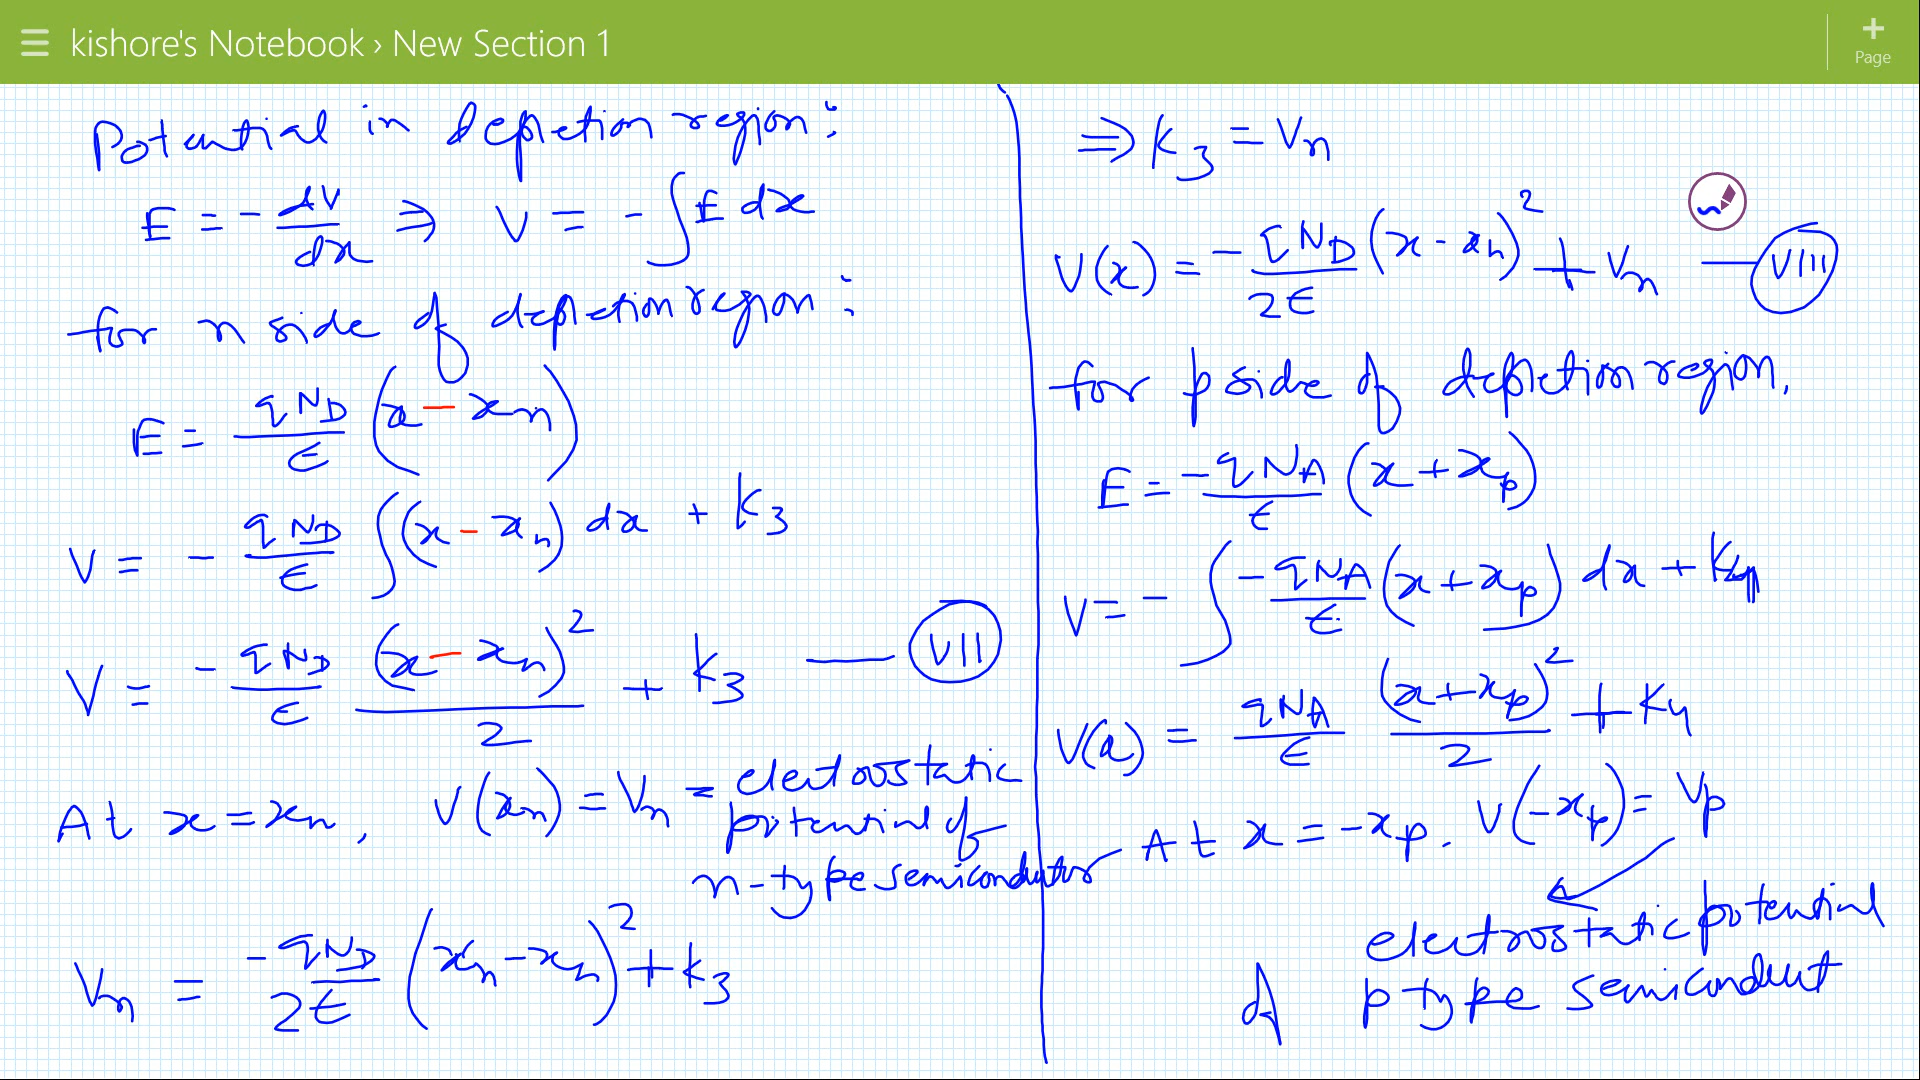 kishore's Notebook › New Section 1
+
Page
Potential in depletion region:
E = - dV/dx ⇒ V = - ∫E dx
for n side of depletion region:
E = qN_D/ϵ (x - x_n)
V = - qN_D/ϵ ∫(x - x_n) dx + k_3
V = - qN_D/ϵ (x - x_n)^2/2 + k_3 — VII
At x = x_n, V(x_n) = V_n = electrostatic
potential of
n-type semiconductor
V_n = - qN_D/2ϵ (x_n - x_n)^2 + k_3
⇒ k_3 = V_n
V(x) = - qN_D/2ϵ (x - x_n)^2 + V_n — VIII
for p side of depletion region,
E = - qN_A/ϵ (x + x_p)
V = - ∫ - qN_A/ϵ (x + x_p) dx + K_4
V(x) = qN_A/ϵ (x + x_p)^2/2 + K_4
At x = -x_p, V(-x_p) = V_p
electrostatic potential
of p type semiconduct